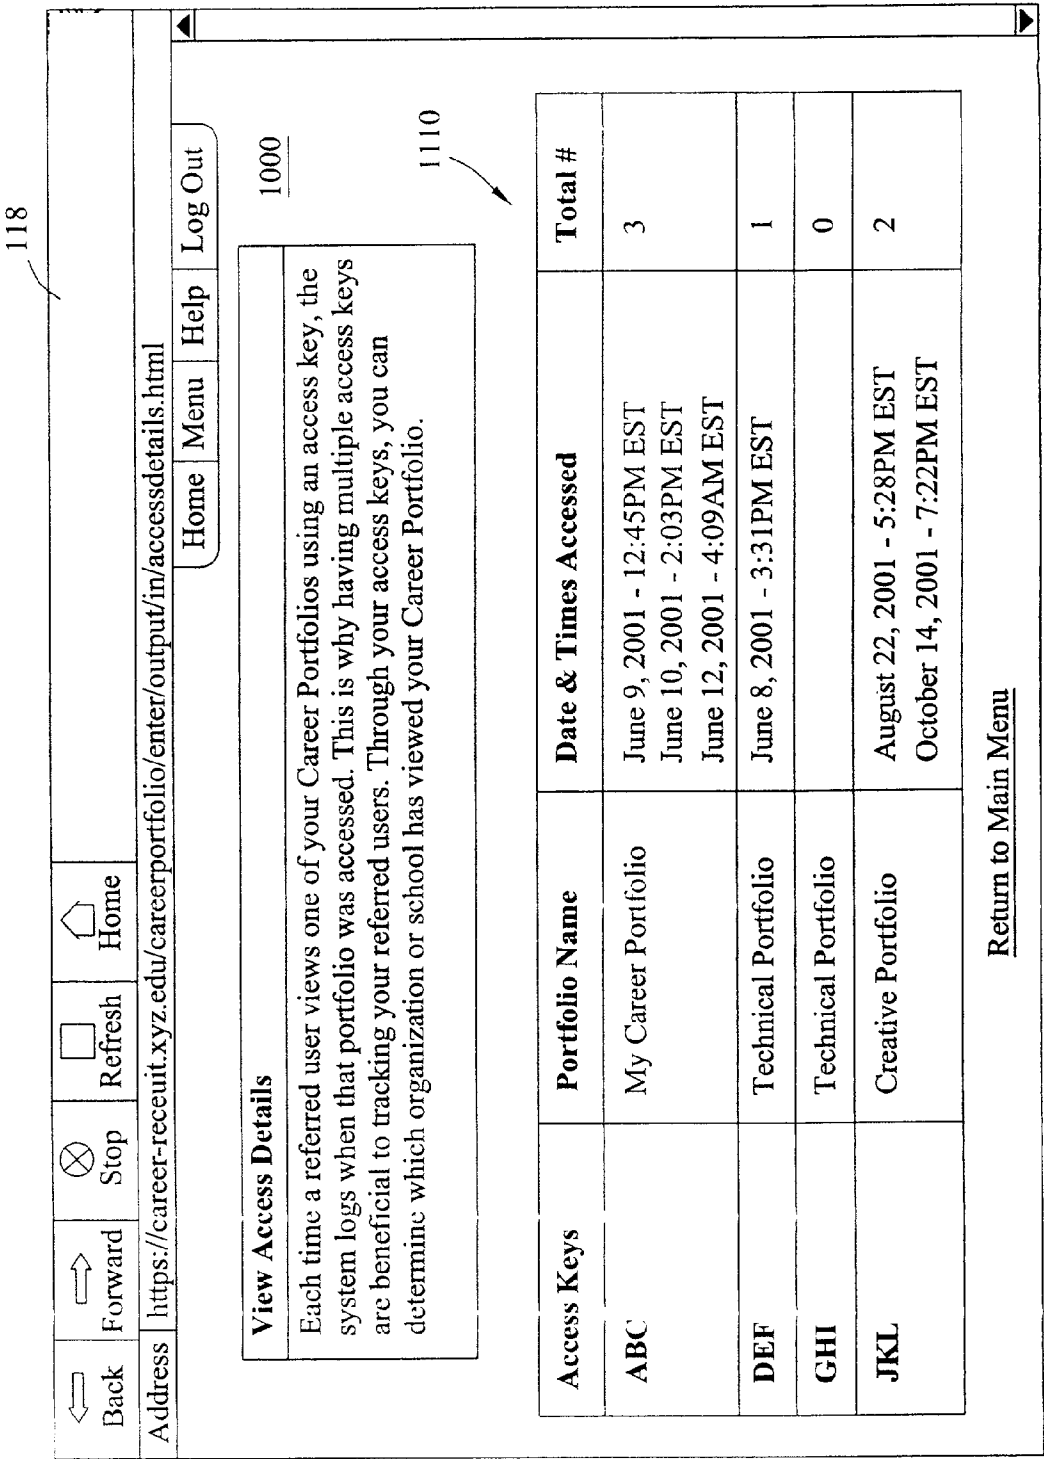 118
Back Forward Stop Refresh Home
Address https://career-receuit.xyz.edu/careerportfolio/enter/output/in/accessdetails.html
Home Menu Help Log Out
1000
View Access Details
Each time a referred user views one of your Career Portfolios using an access key, the
system logs when that portfolio was accessed. This is why having multiple access keys
are beneficial to tracking your referred users. Through your access keys, you can
determine which organization or school has viewed your Career Portfolio.
1110
Access Keys Portfolio Name Date & Times Accessed Total #
ABC My Career Portfolio June 9, 2001 - 12:45PM EST 3
June 10, 2001 - 2:03PM EST
June 12, 2001 - 4:09AM EST
DEF Technical Portfolio June 8, 2001 - 3:31PM EST 1
GHI Technical Portfolio 0
JKL Creative Portfolio August 22, 2001 - 5:28PM EST 2
October 14, 2001 - 7:22PM EST
Return to Main Menu